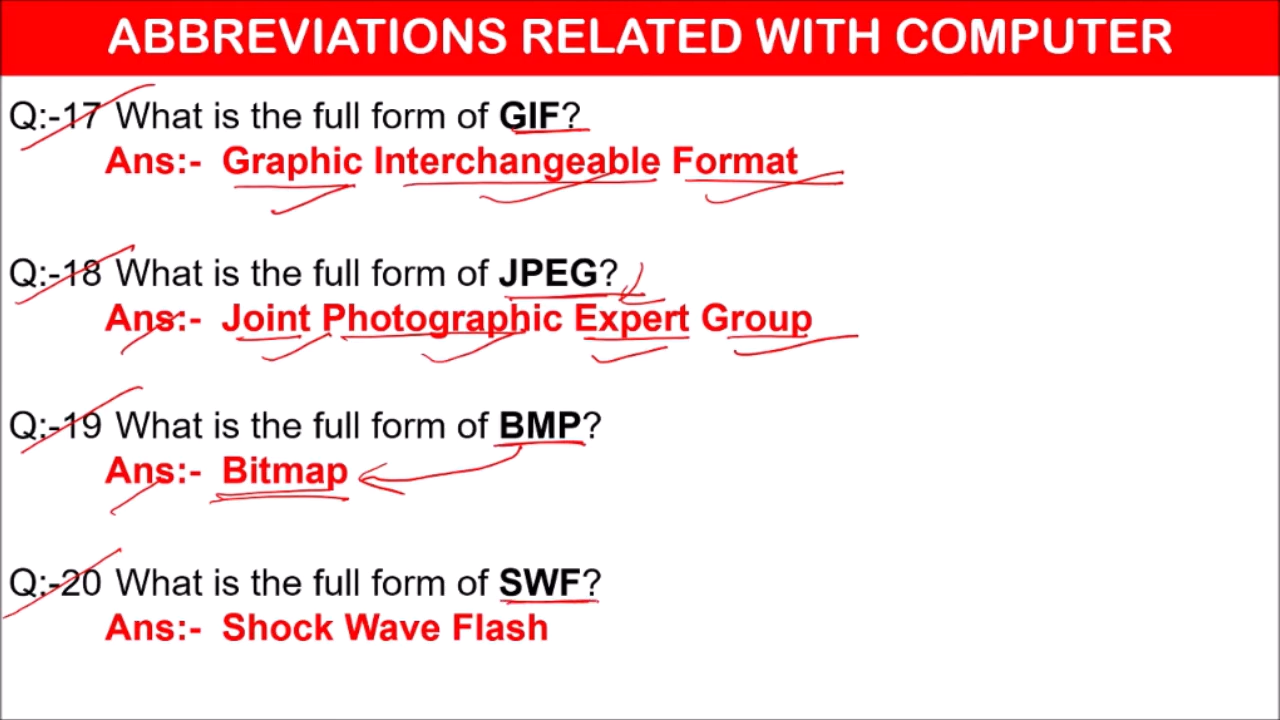 ABBREVIATIONS RELATED WITH COMPUTER
Q:-17 What is the full form of GIF?
Ans:- Graphic Interchangeable Format
Q:-18 What is the full form of JPEG?
Ans:- Joint Photographic Expert Group
Q:-19 What is the full form of BMP?
Ans:- Bitmap
Q:-20 What is the full form of SWF?
Ans:- Shock Wave Flash